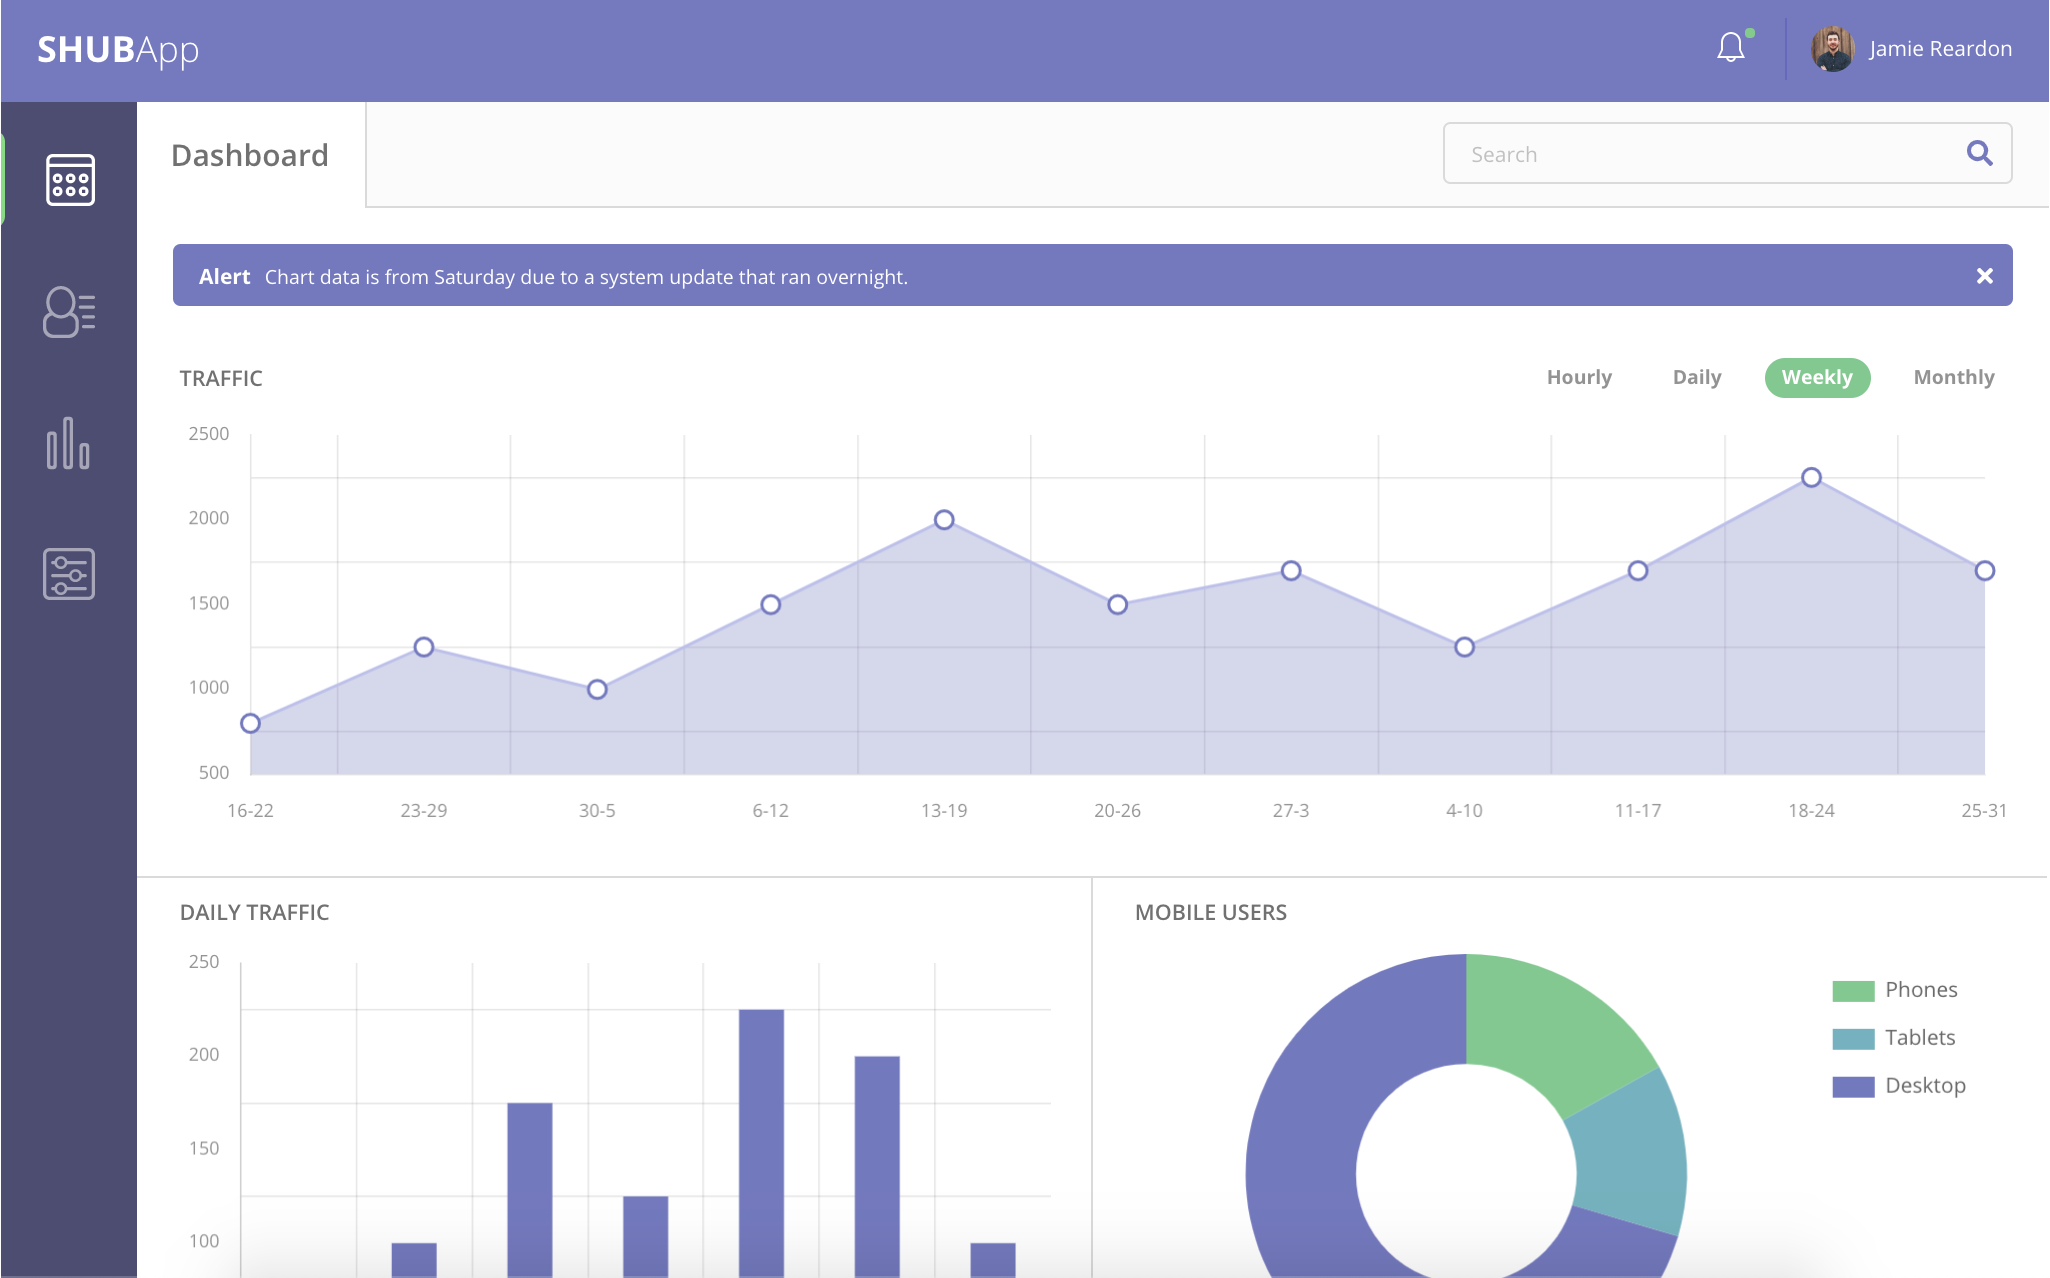 SHUBApp
Jamie Reardon
Dashboard
Search
Alert Chart data is from Saturday due to a system update that ran overnight.
TRAFFIC
Hourly Daily Weekly Monthly
2500
2000
1500
1000
500
16-22 23-29 30-5 6-12 13-19 20-26 27-3 4-10 11-17 18-24 25-31
DAILY TRAFFIC
250
200
150
100
MOBILE USERS
Phones
Tablets
Desktop